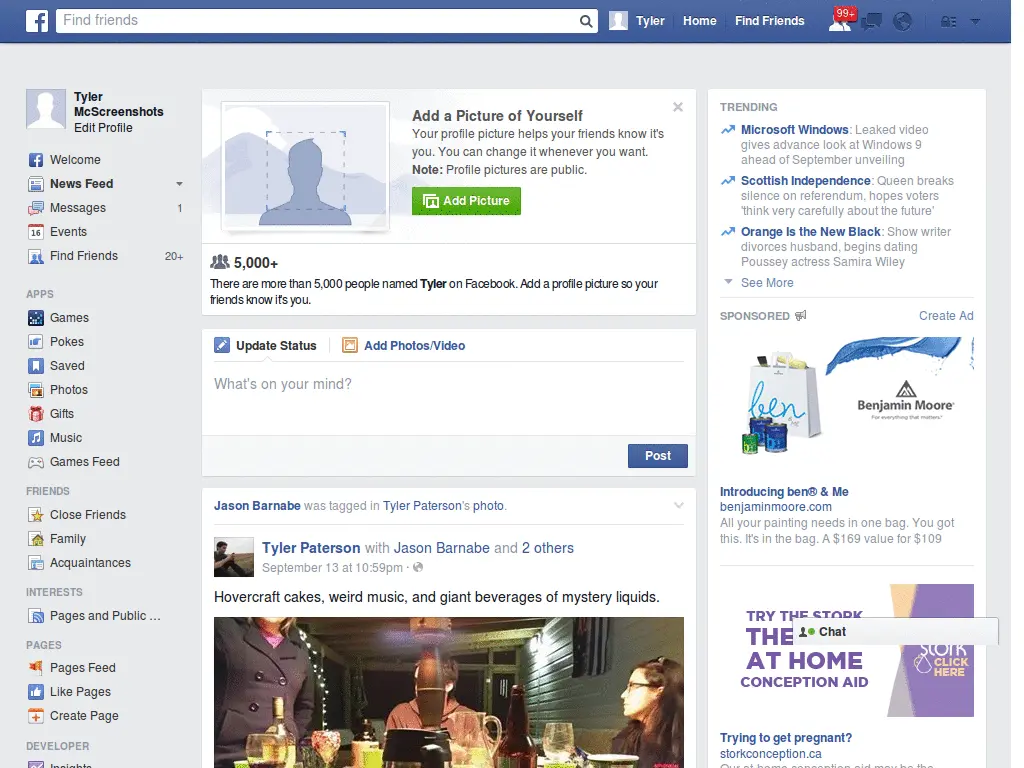 Find friends
Tyler
Home
Find Friends
99+
Tyler
McScreenshots
Edit Profile
Welcome
News Feed
Messages 1
16 Events
Find Friends 20+
APPS
Games
Pokes
Saved
Photos
Gifts
Music
Games Feed
FRIENDS
Close Friends
Family
Acquaintances
INTERESTS
Pages and Public ...
PAGES
Pages Feed
Like Pages
Create Page
DEVELOPER
Insights
Add a Picture of Yourself
Your profile picture helps your friends know it's
you. You can change it whenever you want.
Note: Profile pictures are public.
Add Picture
5,000+
There are more than 5,000 people named Tyler on Facebook. Add a profile picture so your
friends know it's you.
Update Status
Add Photos/Video
What's on your mind?
Post
Jason Barnabe was tagged in Tyler Paterson's photo.
Tyler Paterson with Jason Barnabe and 2 others
September 13 at 10:59pm ·
Hovercraft cakes, weird music, and giant beverages of mystery liquids.
TRENDING
Microsoft Windows: Leaked video
gives advance look at Windows 9
ahead of September unveiling
Scottish Independence: Queen breaks
silence on referendum, hopes voters
'think very carefully about the future'
Orange Is the New Black: Show writer
divorces husband, begins dating
Poussey actress Samira Wiley
See More
SPONSORED
Create Ad
ben
& ME
Benjamin Moore®
For everything that matters.®
Introducing ben® & Me
benjaminmoore.com
All your painting needs in one bag. You got
this. It's in the bag. A $169 value for $109
TRY THE STORK
THE
AT HOME
CONCEPTION AID
stork
CLICK
HERE
Chat
Trying to get pregnant?
storkconception.ca
Our at home conception aid may be the